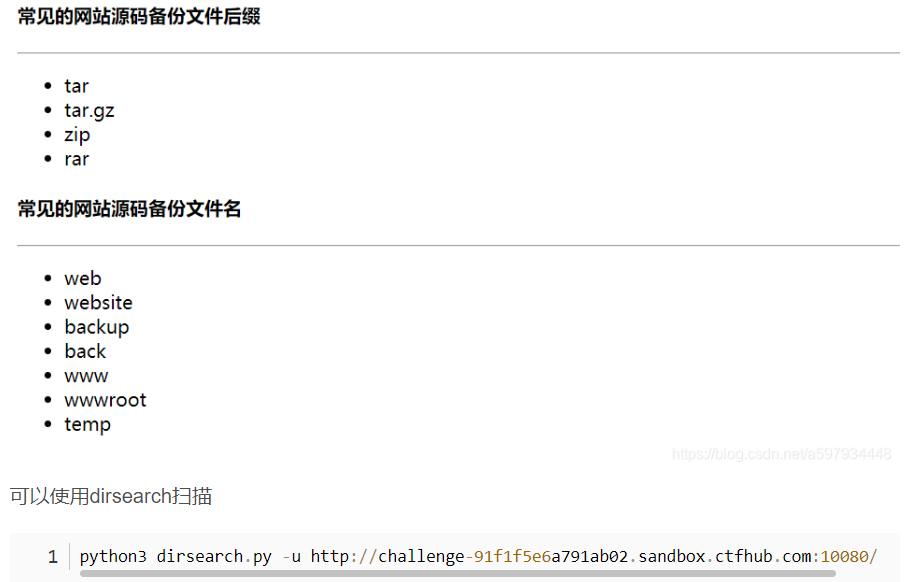 常见的网站源码备份文件后缀
tar
tar.gz
zip
rar
常见的网站源码备份文件名
web
website
backup
back
www
wwwroot
temp
https://blog.csdn.net/a597934448
可以使用dirsearch扫描
1 python3 dirsearch.py -u http://challenge-91f1f5e6a791ab02.sandbox.ctfhub.com:10080/